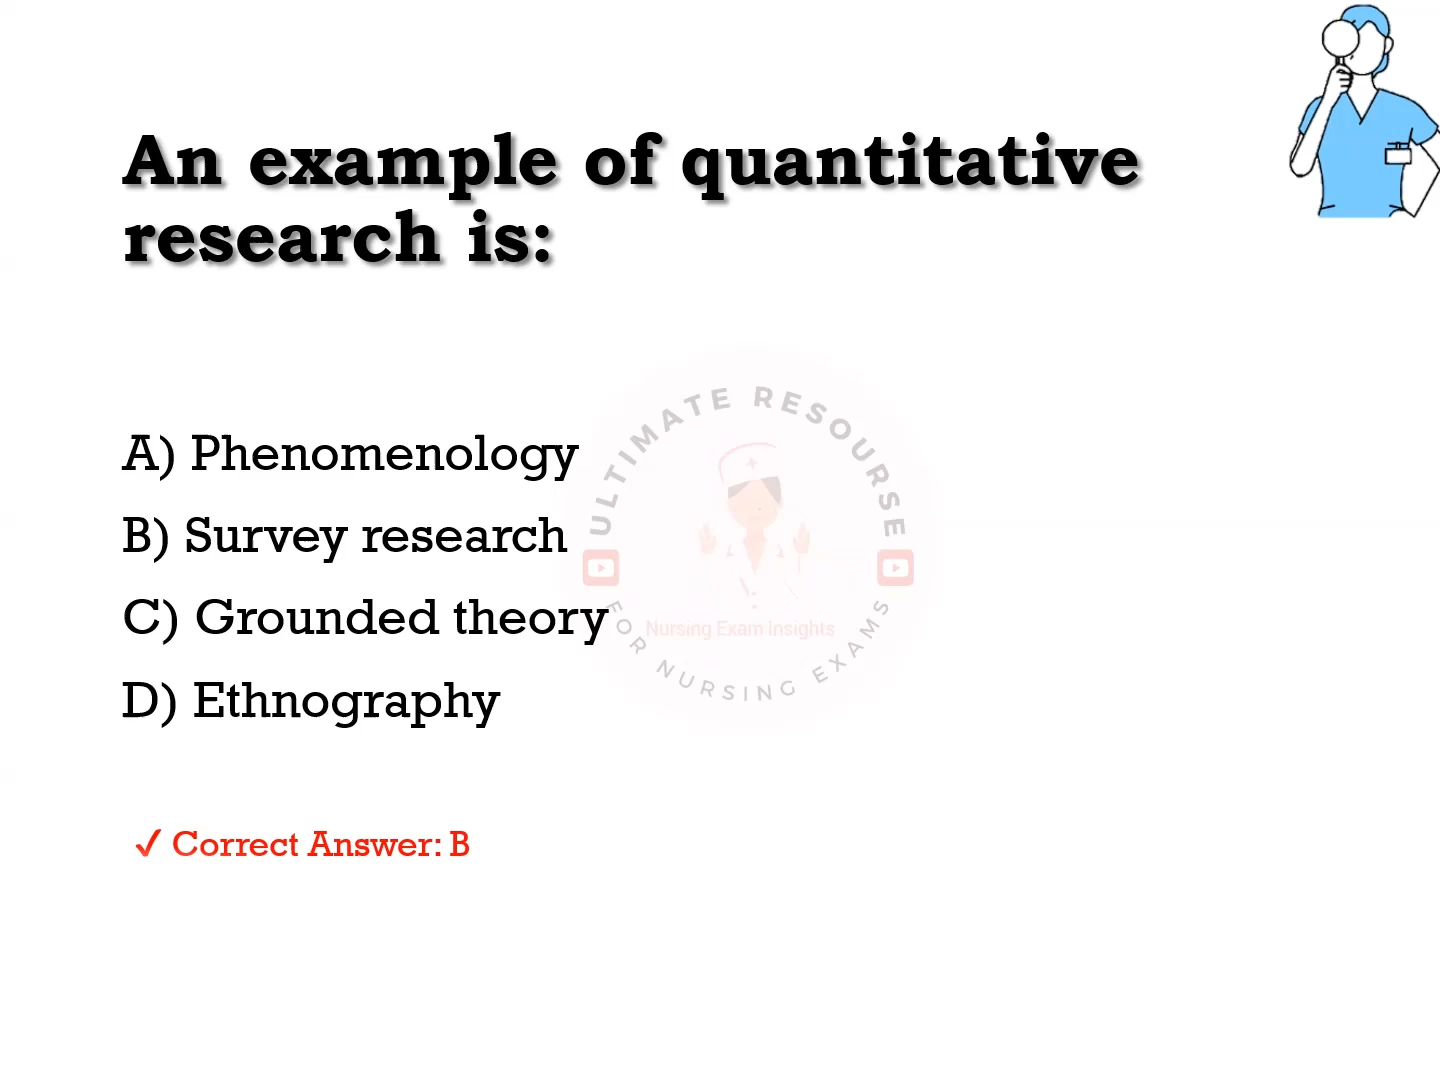 An example of quantitative
research is:
A) Phenomenology
B) Survey research
C) Grounded theory
D) Ethnography
ULTIMATE RESOURSE
Nursing Exam Insights
FOR NURSING EXAMS
✓ Correct Answer: B